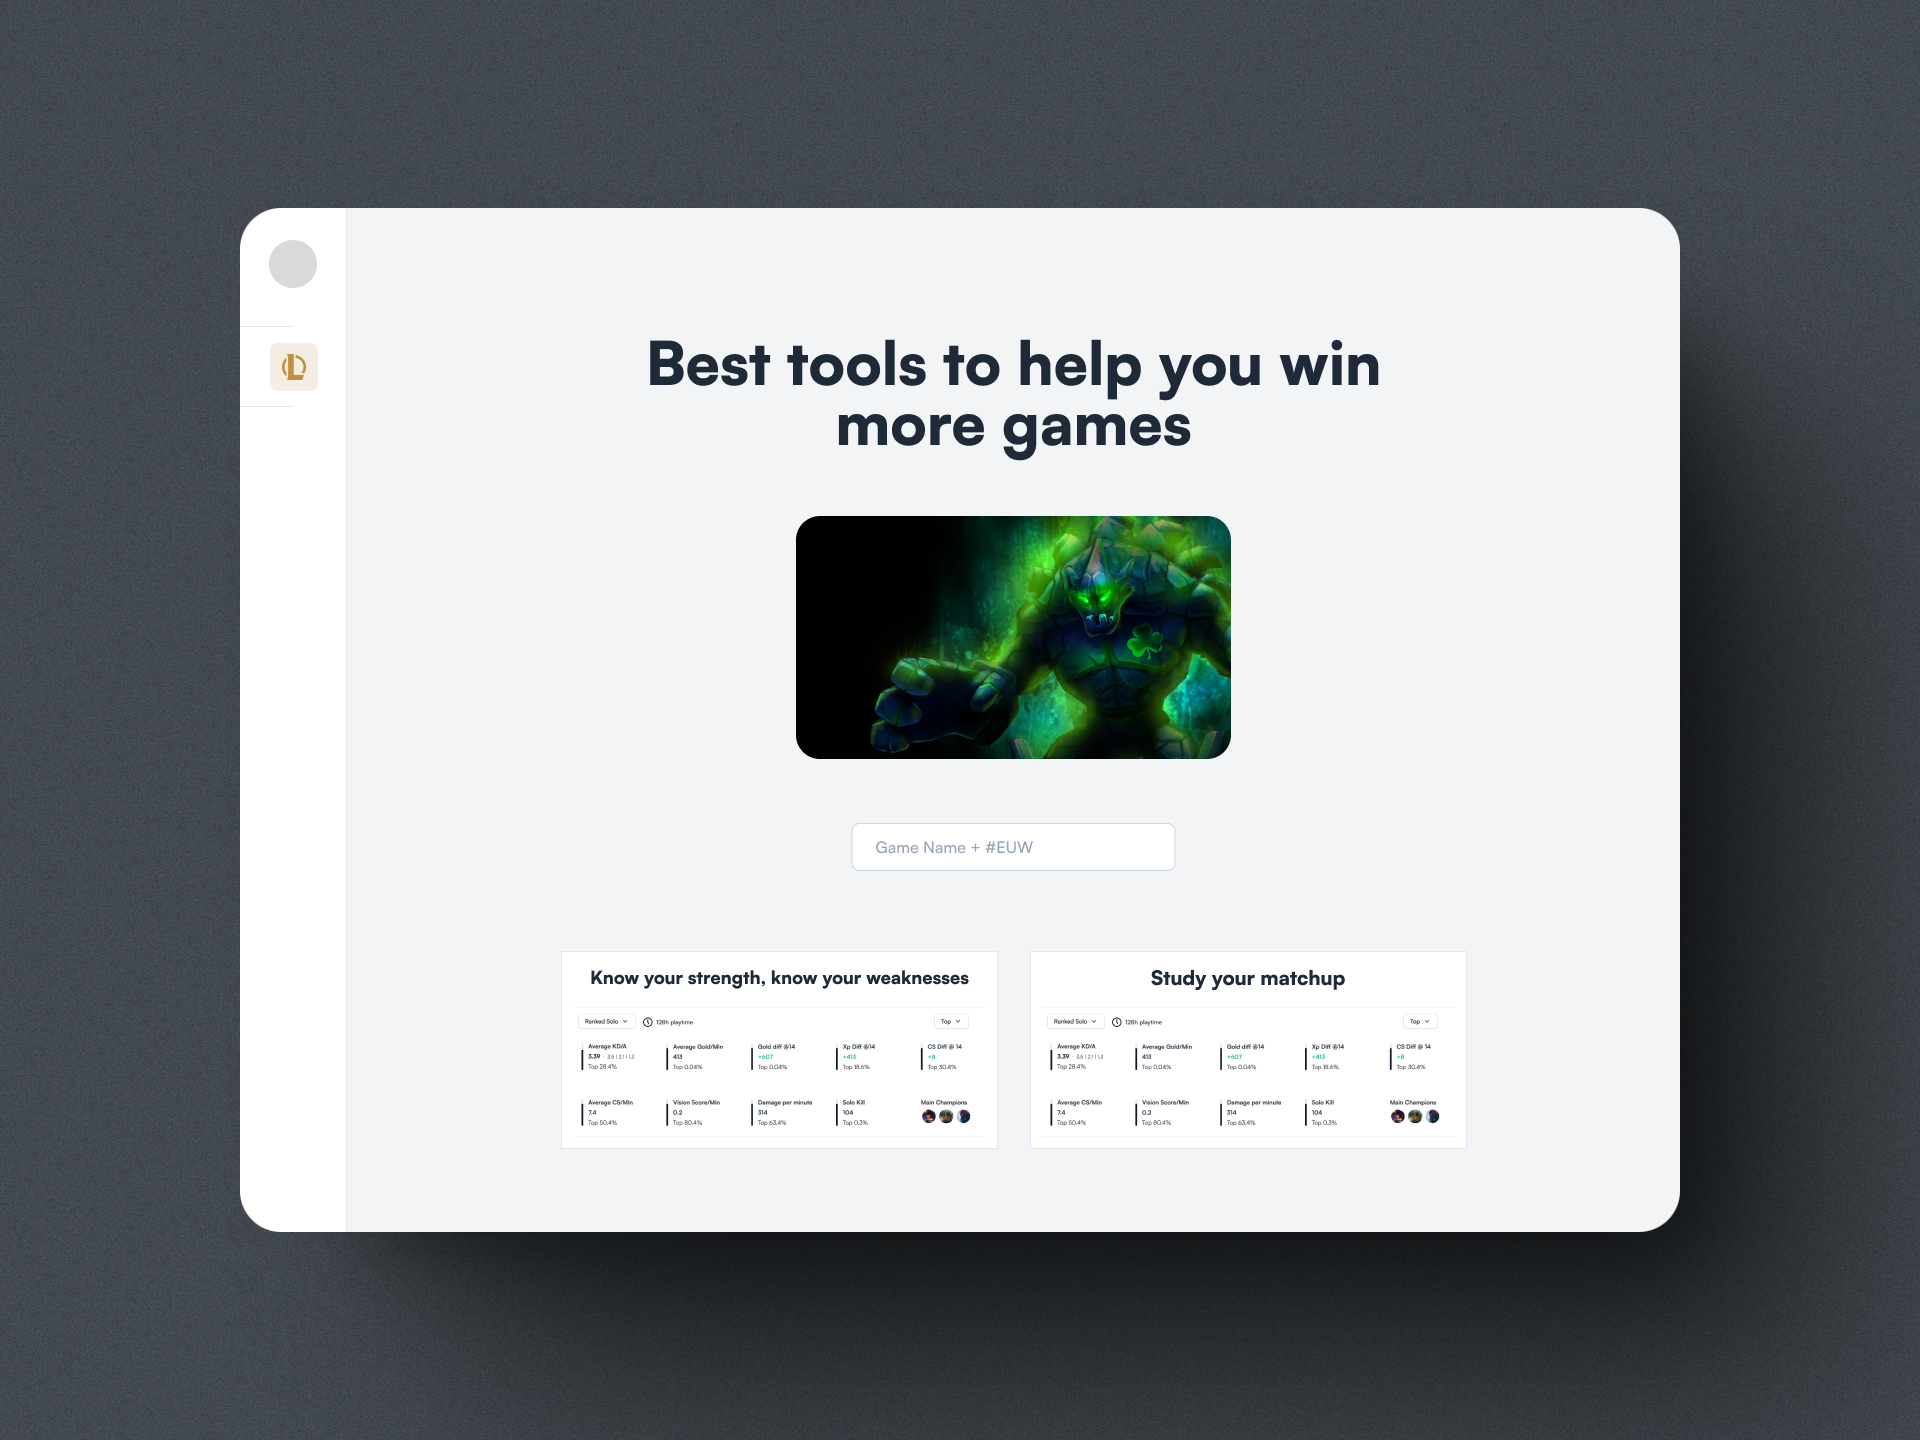 Best tools to help you win
more games
Game Name + #EUW
Know your strength, know your weaknesses
Ranked Solo
128h playtime
Top
Average KD/A
3.39
Average Gold/Min
413
Top 0.04%
Gold diff @14
+607
Top 0.04%
Xp Diff @14
+413
Top 18.6%
CS Diff @ 14
+8
Top 30.4%
Top 28.4%
Average CS/Min
7.4
Top 50.4%
Vision Score/Min
0.2
Top 80.4%
Damage per minute
314
Top 63.4%
Solo Kill
104
Top 0.3%
Main Champions
Study your matchup
Ranked Solo
128h playtime
Top
Average KD/A
3.39
Top 28.4%
Average Gold/Min
413
Top 0.04%
Gold diff @14
+607
Top 0.04%
Xp Diff @14
+413
Top 18.6%
CS Diff @ 14
+8
Top 30.4%
Average CS/Min
7.4
Top 50.4%
Vision Score/Min
0.2
Top 80.4%
Damage per minute
314
Top 63.4%
Solo Kill
104
Top 0.3%
Main Champions